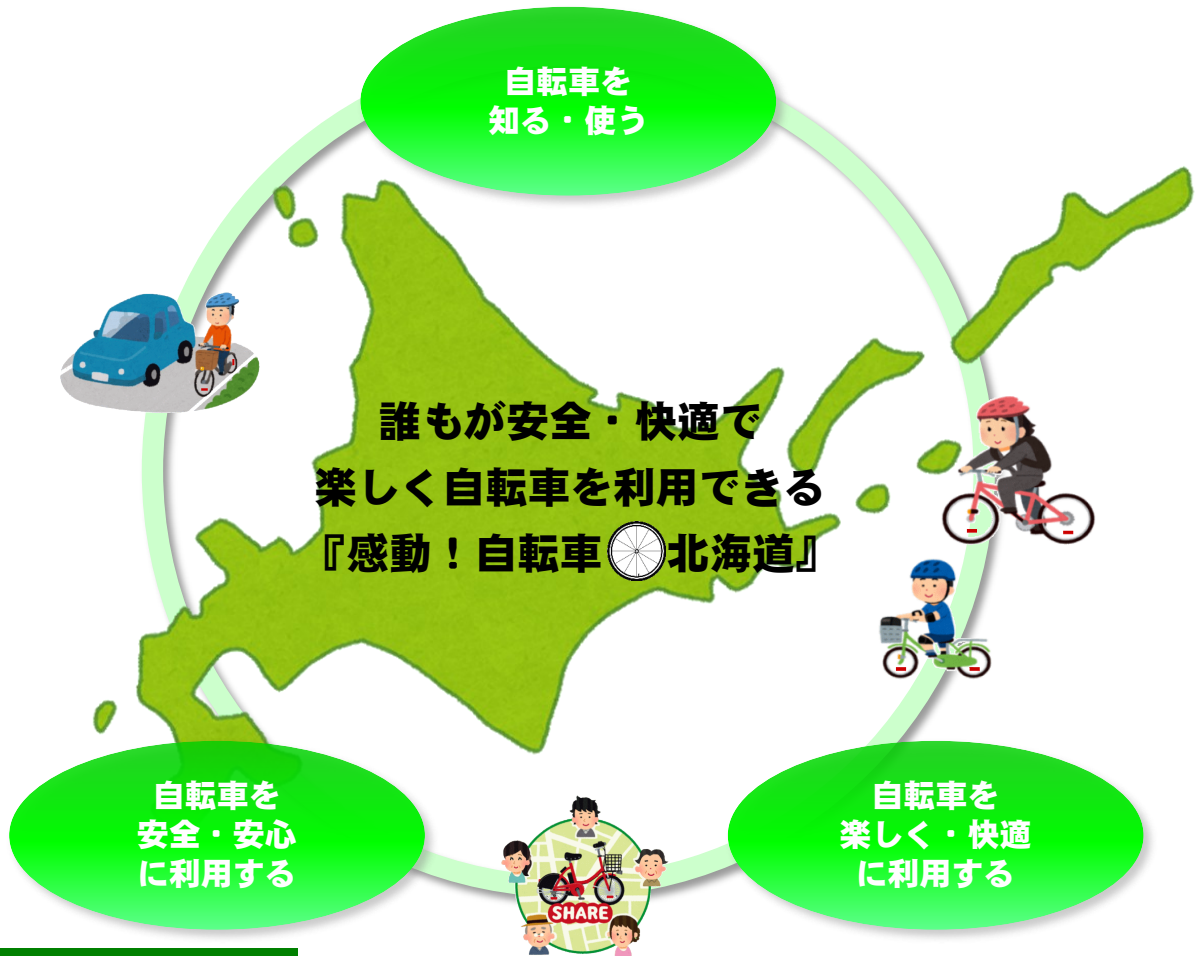 自転車を
知る・使う
誰もが安全・快適で
楽しく自転車を利用できる
『感動！自転車北海道』
自転車を
安全・安心
に利用する
自転車を
楽しく・快適
に利用する
SHARE